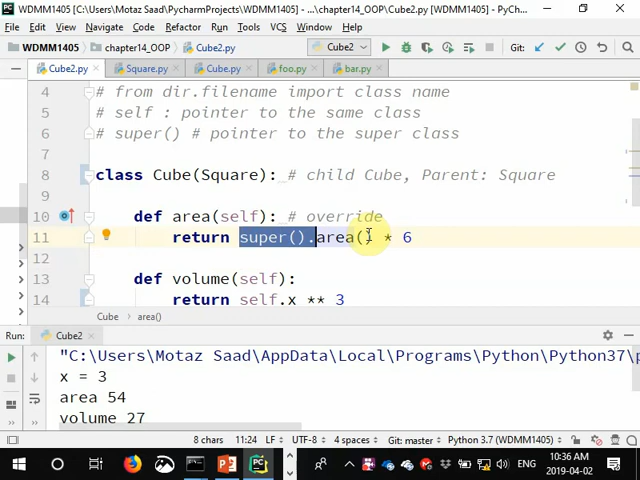 WDMM1405 [C:\Users\Motaz Saad\PycharmProjects\WDMM1405] - ...\chapter14_OOP\Cube2.py [WDMM1405] - PyC...
File Edit View Navigate Code Refactor Run Tools VCS Window Help
WDMM1405 chapter14_OOP Cube2.py Cube2 Git:
Cube2.py Square.py Cube.py foo.py bar.py
4 # from dir.filename import class name
5 # self : pointer to the same class
6 # super() # pointer to the super class
7
8 class Cube(Square): # child Cube, Parent: Square
9
10 def area(self): # override
11 return super().area() * 6
12
13 def volume(self):
14 return self.x ** 3
Cube area()
Run: Cube2
"C:\Users\Motaz Saad\AppData\Local\Programs\Python\Python37\p
x = 3
area 54
volume 27
8 chars 11:24 LF UTF-8 4 spaces Git: master Python 3.7 (WDMM1405)
ENG 10:36 AM
2019-04-02